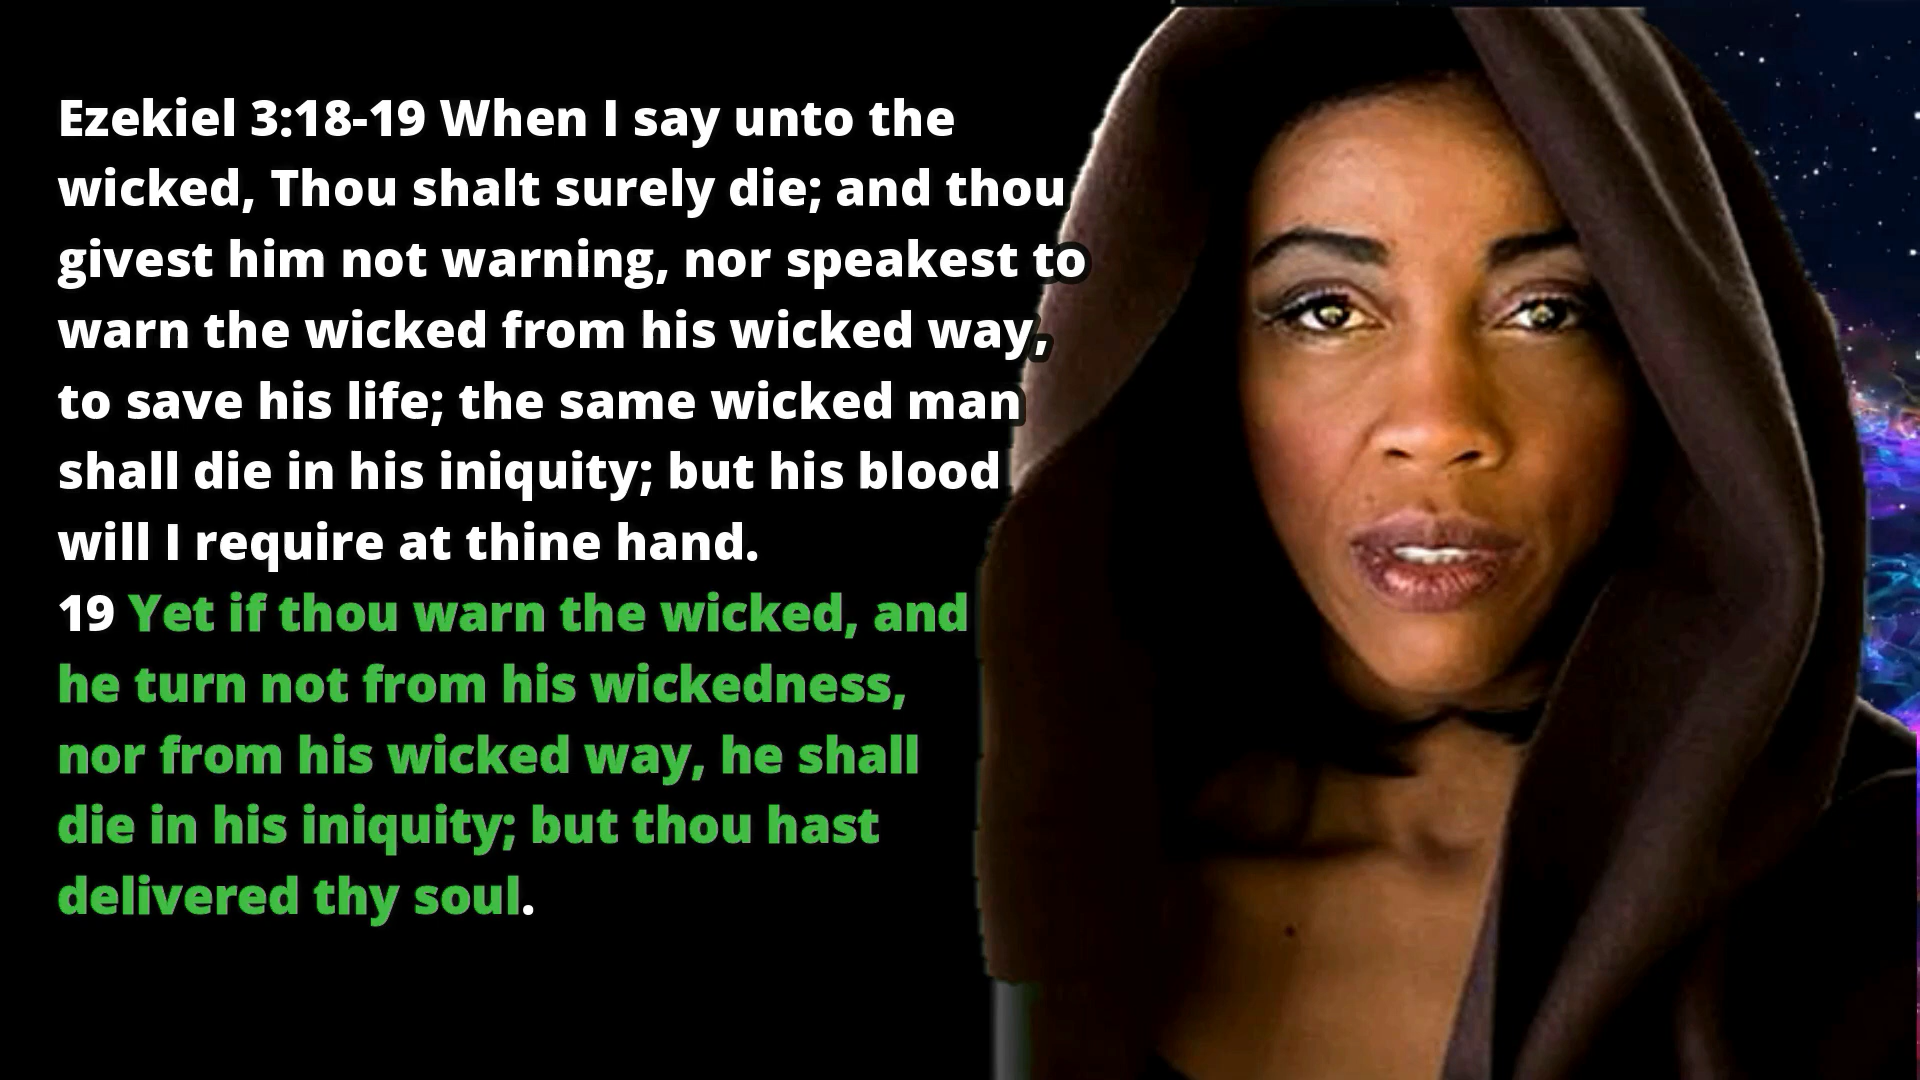 Ezekiel 3:18-19 When I say unto the
wicked, Thou shalt surely die; and thou
givest him not warning, nor speakest to
warn the wicked from his wicked way,
to save his life; the same wicked man
shall die in his iniquity; but his blood
will I require at thine hand.
19 Yet if thou warn the wicked, and
he turn not from his wickedness,
nor from his wicked way, he shall
die in his iniquity; but thou hast
delivered thy soul.